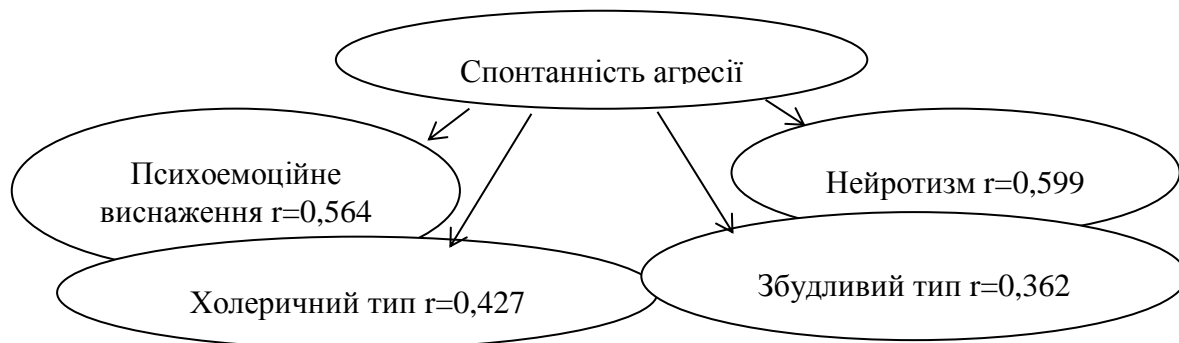 Спонтанність агресії
Психоемоційне
виснаження r=0,564
Нейротизм r=0,599
Холеричний тип r=0,427
Збудливий тип r=0,362